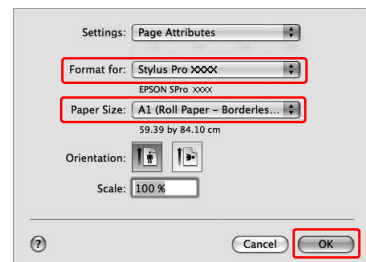 Settings: Page Attributes
Format for: Stylus Pro XXXX
EPSON SPro XXXX
Paper Size: A1 (Roll Paper – Borderles...
59.39 by 84.10 cm
Orientation:
Scale: 100 %
? Cancel OK